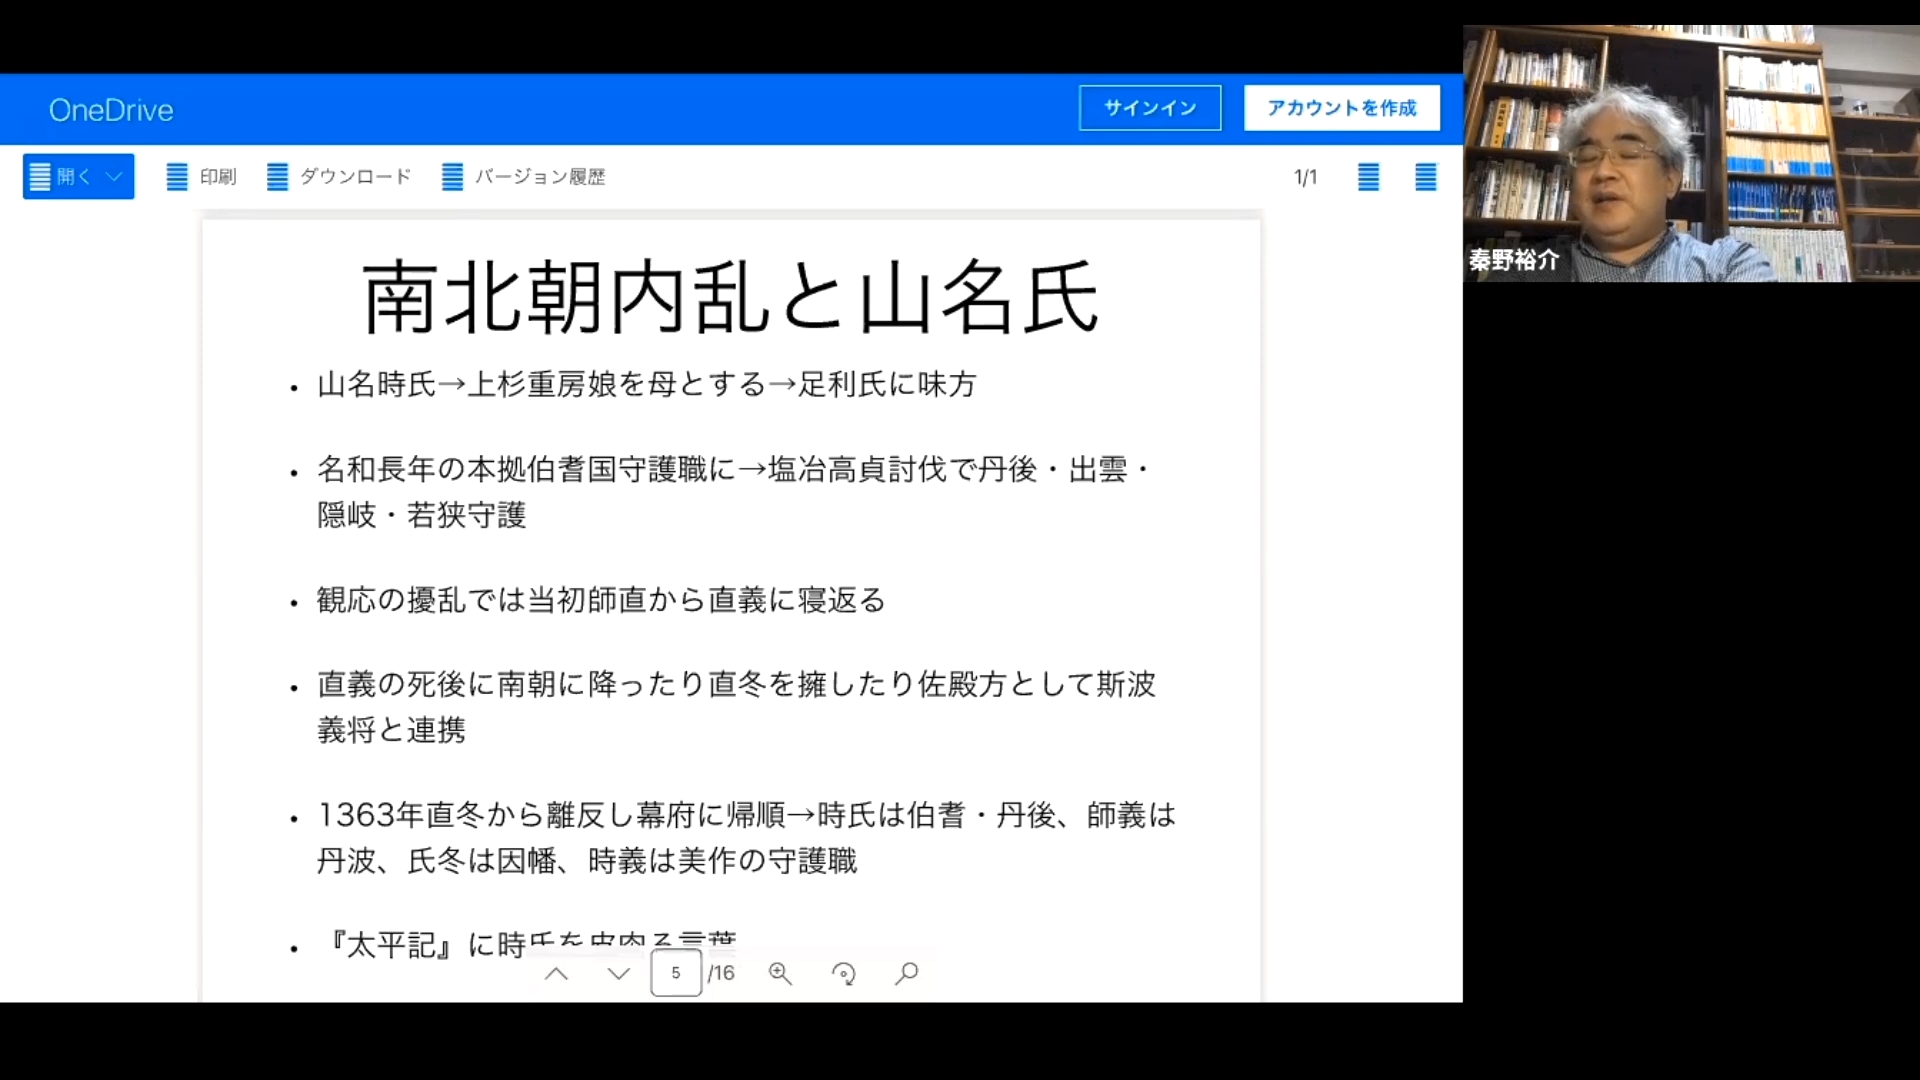 OneDrive
サインイン
アカウントを作成
開く
印刷
ダウンロード
バージョン履歴
1/1
南北朝内乱と山名氏
• 山名時氏→上杉重房娘を母とする→足利氏に味方
• 名和長年の本拠伯耆国守護職に→塩冶高貞討伐で丹後・出雲・
隠岐・若狭守護
• 観応の擾乱では当初師直から直義に寝返る
• 直義の死後に南朝に降ったり直冬を擁したり佐殿方として斯波
義将と連携
• 1363年直冬から離反し幕府に帰順→時氏は伯耆・丹後、師義は
丹波、氏冬は因幡、時義は美作の守護職
• 『太平記』に時氏を皮肉る言葉
5
/16
秦野裕介